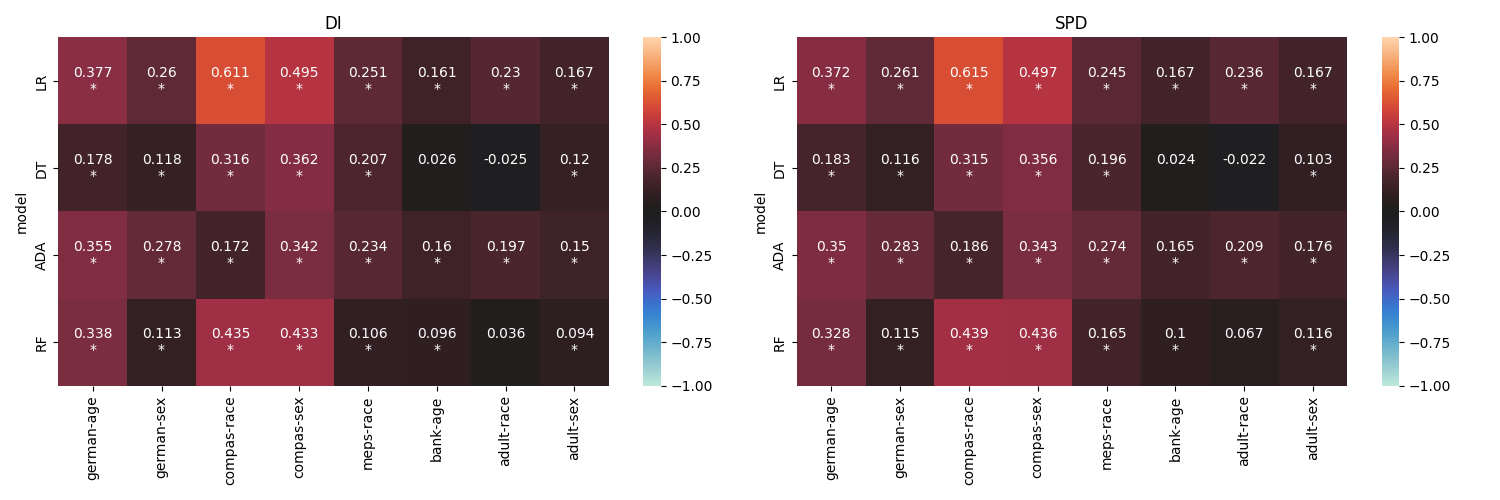 DI
model
LR
0.377 0.26 0.611 0.495 0.251 0.161 0.23 0.167
* * * * * * * *
DT
0.178 0.118 0.316 0.362 0.207 0.026 -0.025 0.12
* * * * * *
ADA
0.355 0.278 0.172 0.342 0.234 0.16 0.197 0.15
* * * * * * * *
RF
0.338 0.113 0.435 0.433 0.106 0.096 0.036 0.094
* * * * * * *
german-age
german-sex
compas-race
compas-sex
meps-race
bank-age
adult-race
adult-sex
1.00
0.75
0.50
0.25
0.00
−0.25
−0.50
−0.75
−1.00
SPD
model
LR
0.372 0.261 0.615 0.497 0.245 0.167 0.236 0.167
* * * * * * * *
DT
0.183 0.116 0.315 0.356 0.196 0.024 -0.022 0.103
* * * * * *
ADA
0.35 0.283 0.186 0.343 0.274 0.165 0.209 0.176
* * * * * * * *
RF
0.328 0.115 0.439 0.436 0.165 0.1 0.067 0.116
* * * * * * *
german-age
german-sex
compas-race
compas-sex
meps-race
bank-age
adult-race
adult-sex
1.00
0.75
0.50
0.25
0.00
−0.25
−0.50
−0.75
−1.00